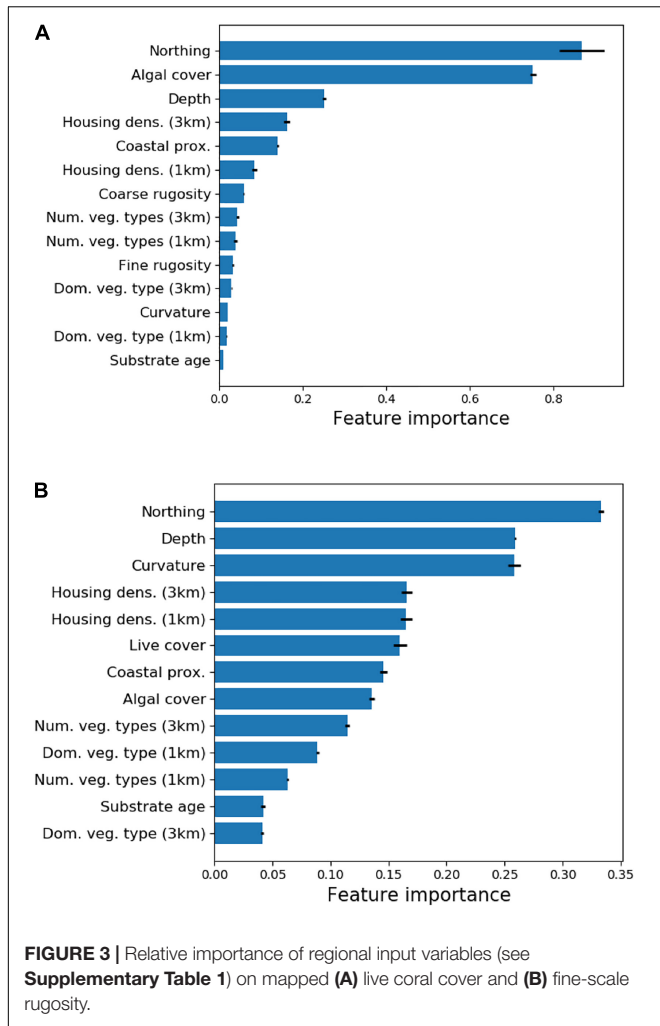 A
Northing
Algal cover
Depth
Housing dens. (3km)
Coastal prox.
Housing dens. (1km)
Coarse rugosity
Num. veg. types (3km)
Num. veg. types (1km)
Fine rugosity
Dom. veg. type (3km)
Curvature
Dom. veg. type (1km)
Substrate age
0.0 0.2 0.4 0.6 0.8
Feature importance
B
Northing
Depth
Curvature
Housing dens. (3km)
Housing dens. (1km)
Live cover
Coastal prox.
Algal cover
Num. veg. types (3km)
Dom. veg. type (1km)
Num. veg. types (1km)
Substrate age
Dom. veg. type (3km)
0.00 0.05 0.10 0.15 0.20 0.25 0.30 0.35
Feature importance
FIGURE 3 | Relative importance of regional input variables (see
Supplementary Table 1) on mapped (A) live coral cover and (B) fine-scale
rugosity.